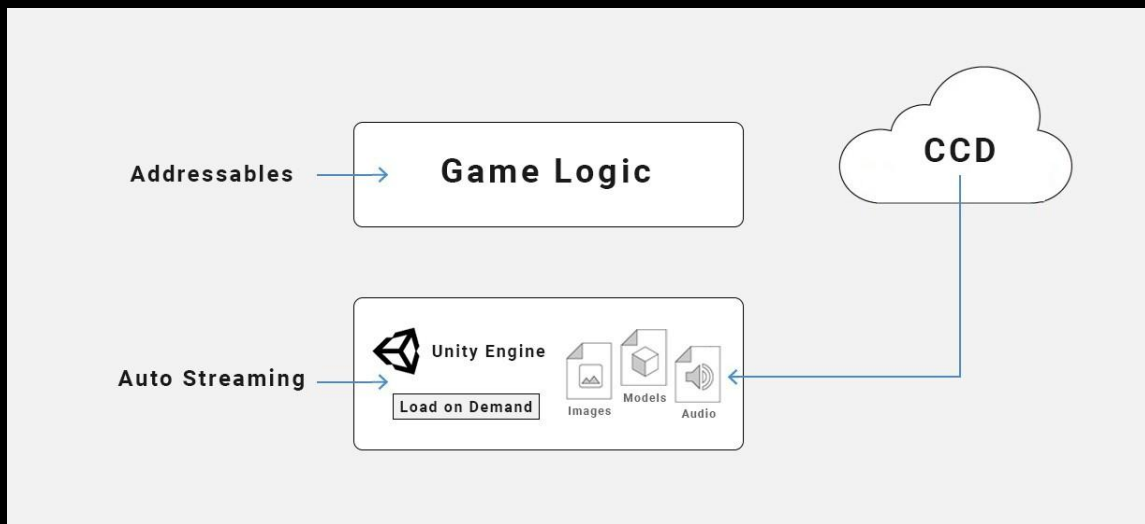 Addressables
Game Logic
CCD
Auto Streaming
Unity Engine
Load on Demand
Images
Models
Audio